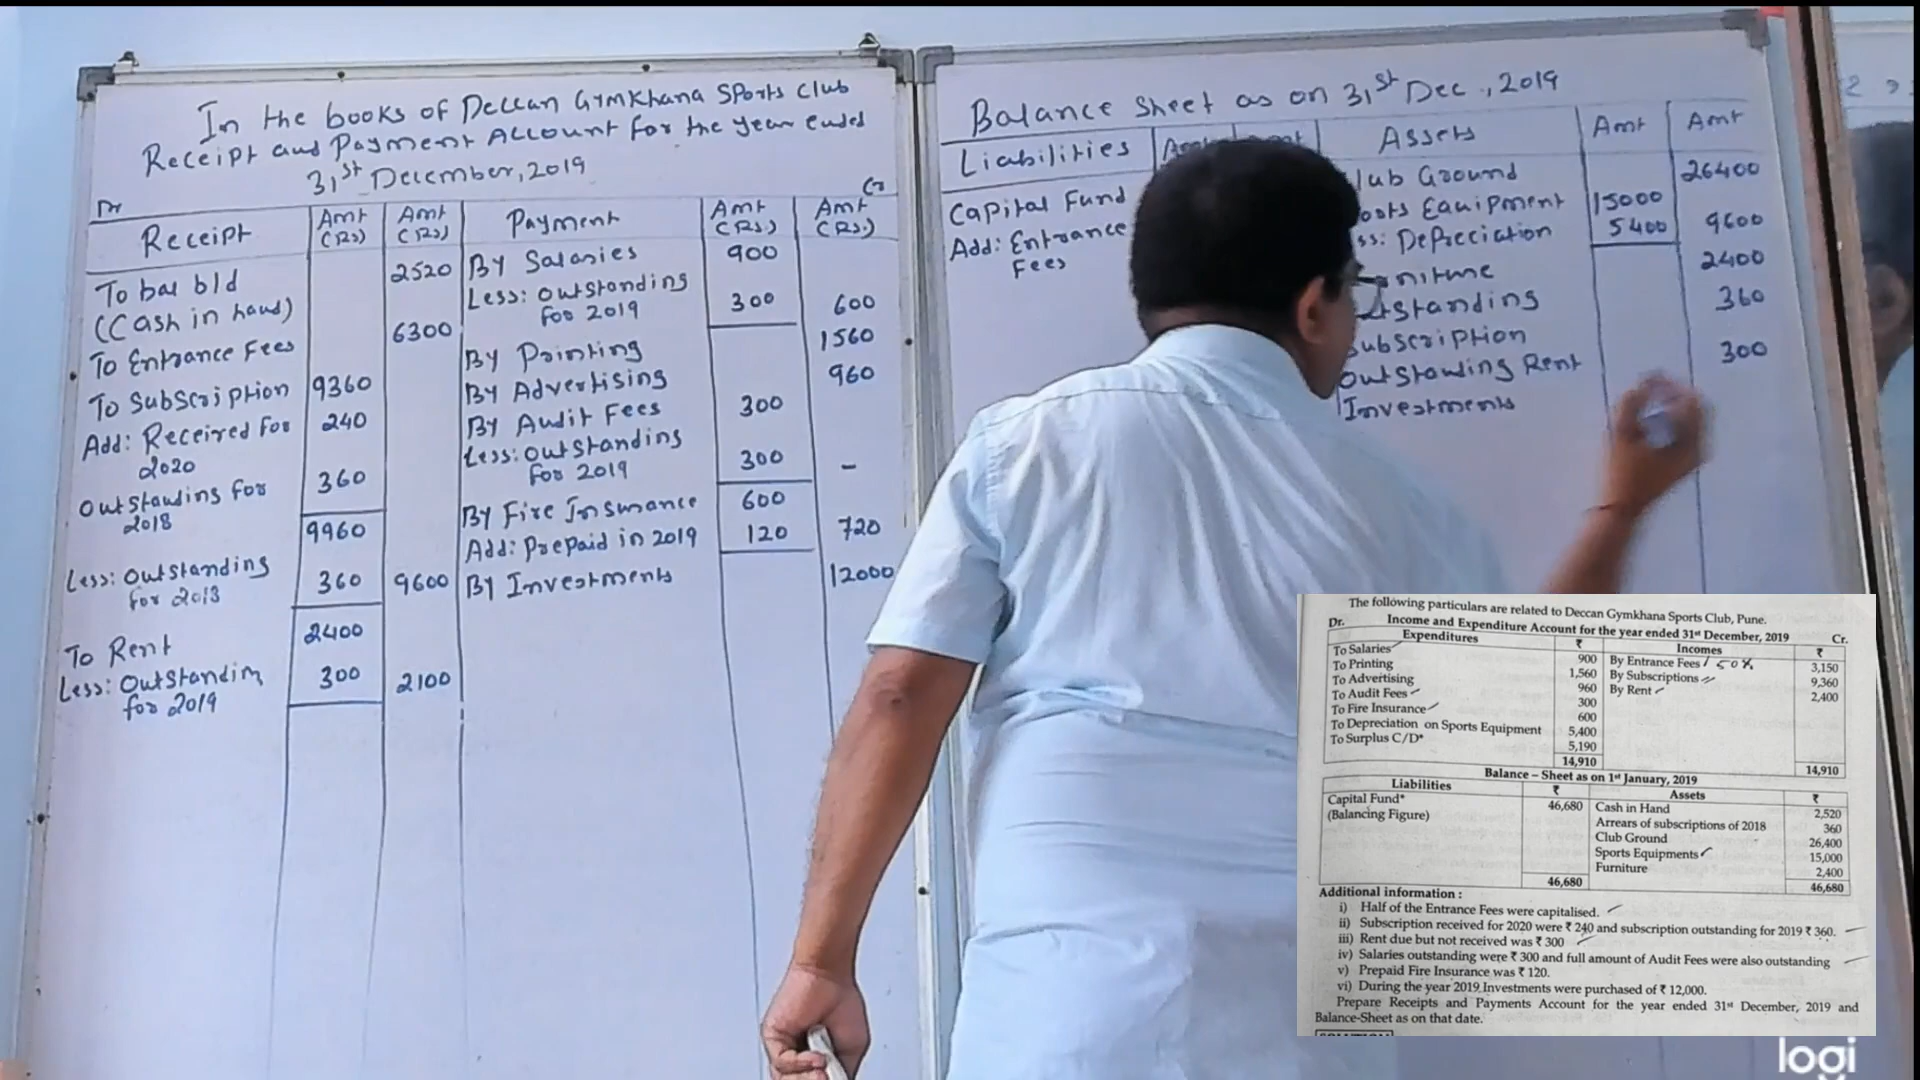 In the books of Deccan Gymkhana Sports Club
Receipt and Payment Account for the year ended
31st December, 2019
Dr Cr
Receipt Amt (Rs) Amt (Rs) Payment Amt (Rs.) Amt (Rs.)
To bal b/d 2520 By Salaries 900
(Cash in hand) Less: Outstanding for 2019 300 600
To Entrance Fees 6300 By Printing 1560
To Subscription 9360 By Advertising 960
Add: Received for 2020 240 By Audit Fees 300
Outstanding for 2018 360 Less: Outstanding for 2019 300 -
9960 By Fire Insurance 600
Add: Prepaid in 2019 120 720
Less: Outstanding for 2018 360 9600 By Investments 12000
To Rent 2400
Less: Outstanding for 2019 300 2100
Balance Sheet as on 31st Dec., 2019
Liabilities Assets Amt Amt
Capital Fund lub Ground 26400
Add: Entrance Fees orts Equipment 15000
ss: Depreciation 5400 9600
niture 2400
tstanding 360
Subscription
Outstanding Rent 300
Investments
The following particulars are related to Deccan Gymkhana Sports Club, Pune.
Dr. Income and Expenditure Account for the year ended 31st December, 2019 Cr.
Expenditures ₹ Incomes ₹
To Salaries 900 By Entrance Fees / 50% 3,150
To Printing 1,560 By Subscriptions 9,360
To Advertising 960 By Rent 2,400
To Audit Fees 300
To Fire Insurance 600
To Depreciation on Sports Equipment 5,400
To Surplus C/D* 5,190
14,910 14,910
Balance – Sheet as on 1st January, 2019
Liabilities ₹ Assets ₹
Capital Fund* 46,680 Cash in Hand 2,520
(Balancing Figure) Arrears of subscriptions of 2018 360
Club Ground 26,400
Sports Equipments 15,000
Furniture 2,400
46,680 46,680
Additional information :
i) Half of the Entrance Fees were capitalised.
ii) Subscription received for 2020 were ₹ 240 and subscription outstanding for 2019 ₹ 360.
iii) Rent due but not received was ₹ 300
iv) Salaries outstanding were ₹ 300 and full amount of Audit Fees were also outstanding
v) Prepaid Fire Insurance was ₹ 120.
vi) During the year 2019 Investments were purchased of ₹ 12,000.
Prepare Receipts and Payments Account for the year ended 31st December, 2019 and
Balance-Sheet as on that date.
logi